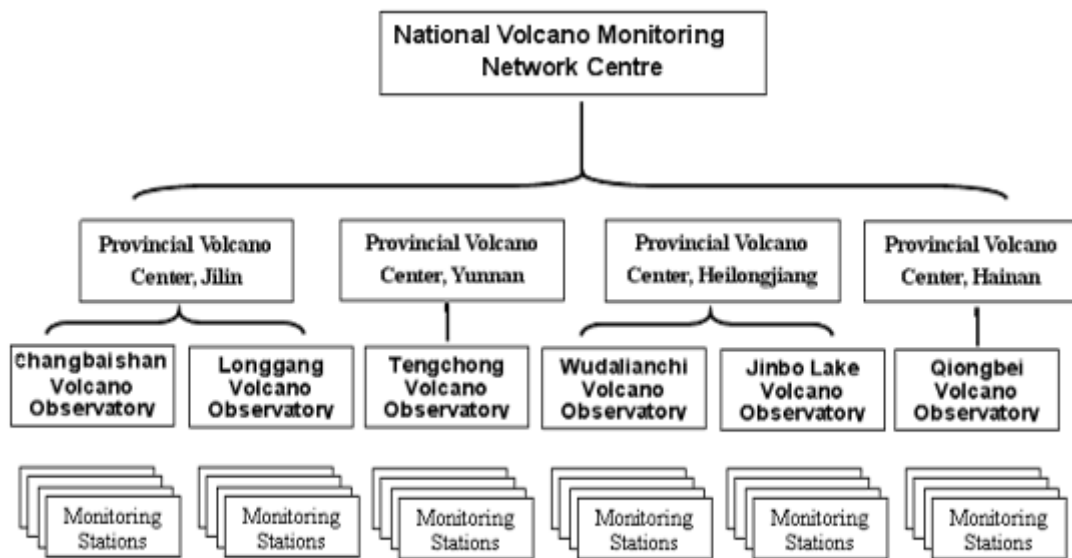 National Volcano Monitoring
Network Centre
Provincial Volcano
Center, Jilin
Provincial Volcano
Center, Yunnan
Provincial Volcano
Center, Heilongjiang
Provincial Volcano
Center, Hainan
Changbaishan
Volcano
Observatory
Longgang
Volcano
Observatory
Tengchong
Volcano
Observatory
Wudalianchi
Volcano
Observatory
Jinbo Lake
Volcano
Observatory
Qiongbei
Volcano
Observatory
Monitoring
Stations
Monitoring
Stations
Monitoring
Stations
Monitoring
Stations
Monitoring
Stations
Monitoring
Stations